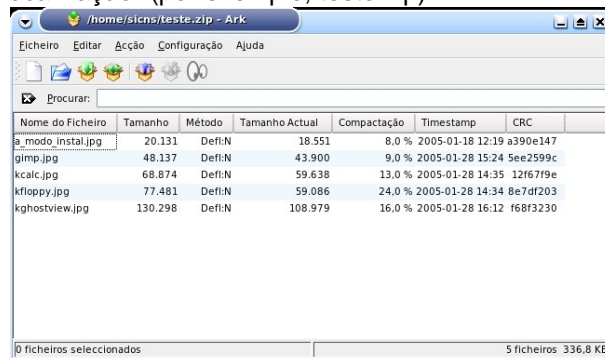 /home/sicns/teste.zip - Ark
Ficheiro Editar Acção Configuração Ajuda
Procurar:
Nome do Ficheiro Tamanho Método Tamanho Actual Compactação Timestamp CRC
a_modo_instal.jpg 20.131 Defl:N 18.551 8,0 % 2005-01-18 12:19 a390e147
gimp.jpg 48.137 Defl:N 43.900 9,0 % 2005-01-28 15:24 5ee2599c
kcalc.jpg 68.874 Defl:N 59.638 13,0 % 2005-01-28 14:35 12f67f9e
kfloppy.jpg 77.481 Defl:N 59.086 24,0 % 2005-01-28 14:34 8e7df203
kghostview.jpg 130.298 Defl:N 108.979 16,0 % 2005-01-28 16:12 f68f3230
0 ficheiros seleccionados 5 ficheiros 336,8 KB